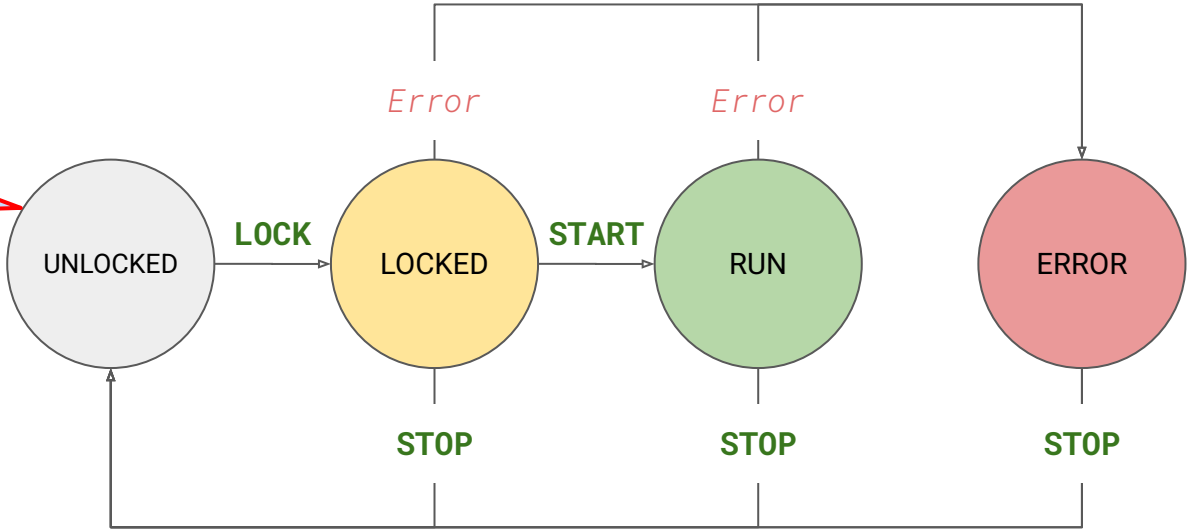 Error
Error
LOCK
START
UNLOCKED
LOCKED
RUN
ERROR
STOP
STOP
STOP